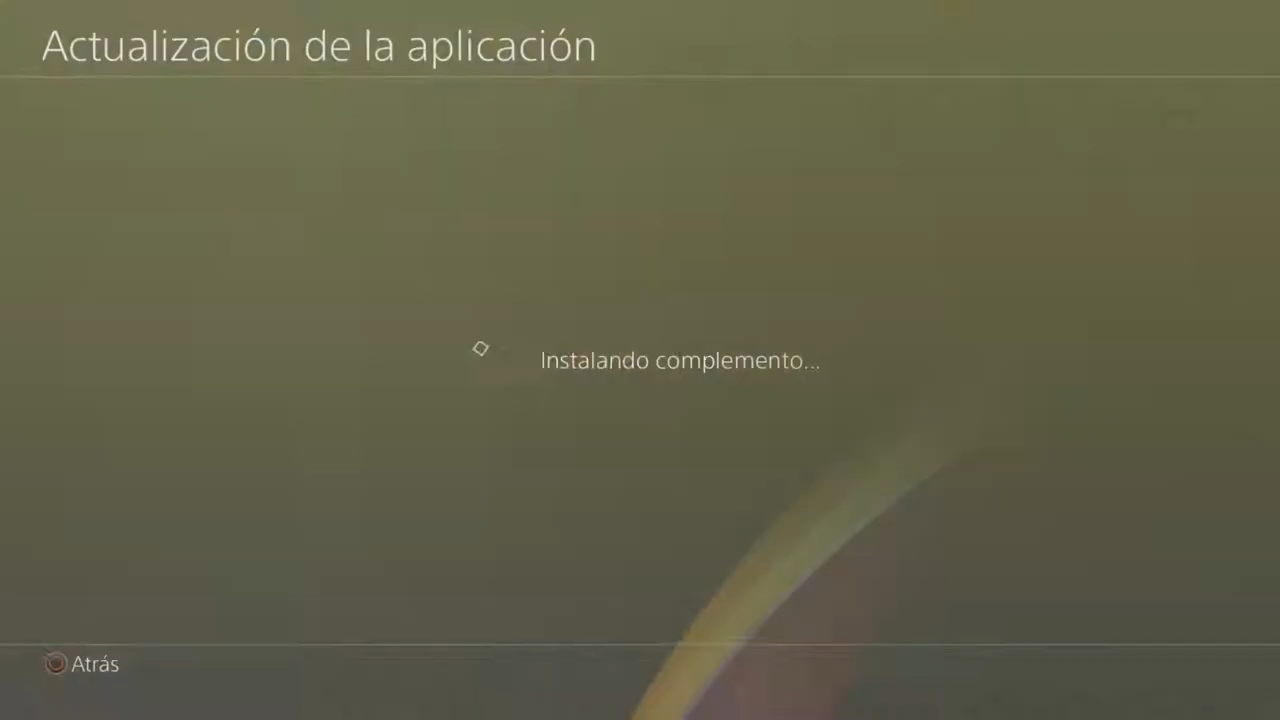 Actualización de la aplicación
Instalando complemento...
Atrás